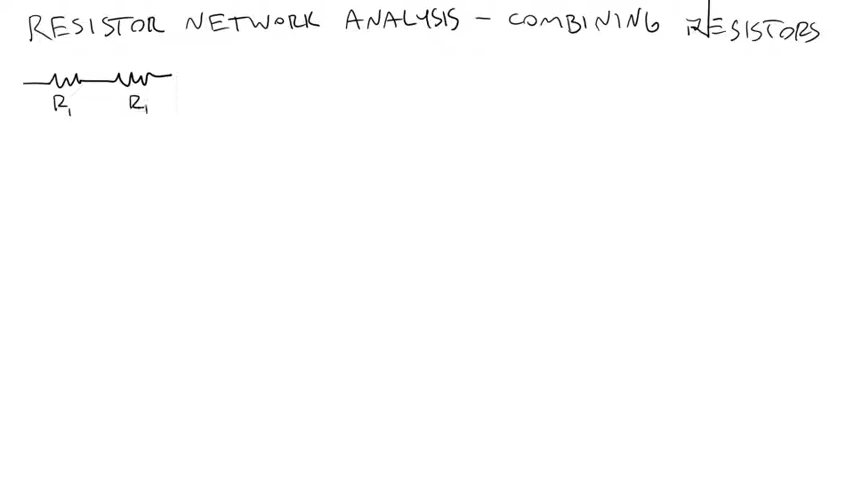 RESISTOR NETWORK ANALYSIS - COMBINING RESISTORS
R1 R1